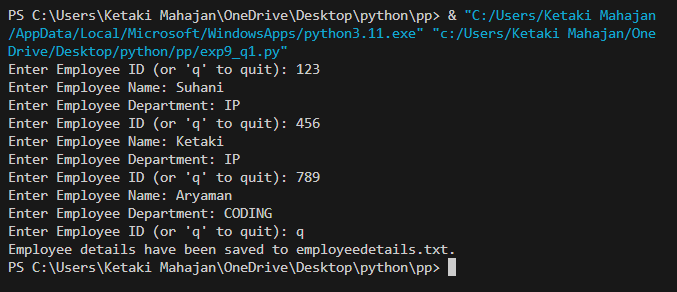 PS C:\Users\Ketaki Mahajan\OneDrive\Desktop\python\pp> & "C:/Users/Ketaki Mahajan
/AppData/Local/Microsoft/WindowsApps/python3.11.exe" "c:/Users/Ketaki Mahajan/One
Drive/Desktop/python/pp/exp9_q1.py"
Enter Employee ID (or 'q' to quit): 123
Enter Employee Name: Suhani
Enter Employee Department: IP
Enter Employee ID (or 'q' to quit): 456
Enter Employee Name: Ketaki
Enter Employee Department: IP
Enter Employee ID (or 'q' to quit): 789
Enter Employee Name: Aryaman
Enter Employee Department: CODING
Enter Employee ID (or 'q' to quit): q
Employee details have been saved to employeedetails.txt.
PS C:\Users\Ketaki Mahajan\OneDrive\Desktop\python\pp>